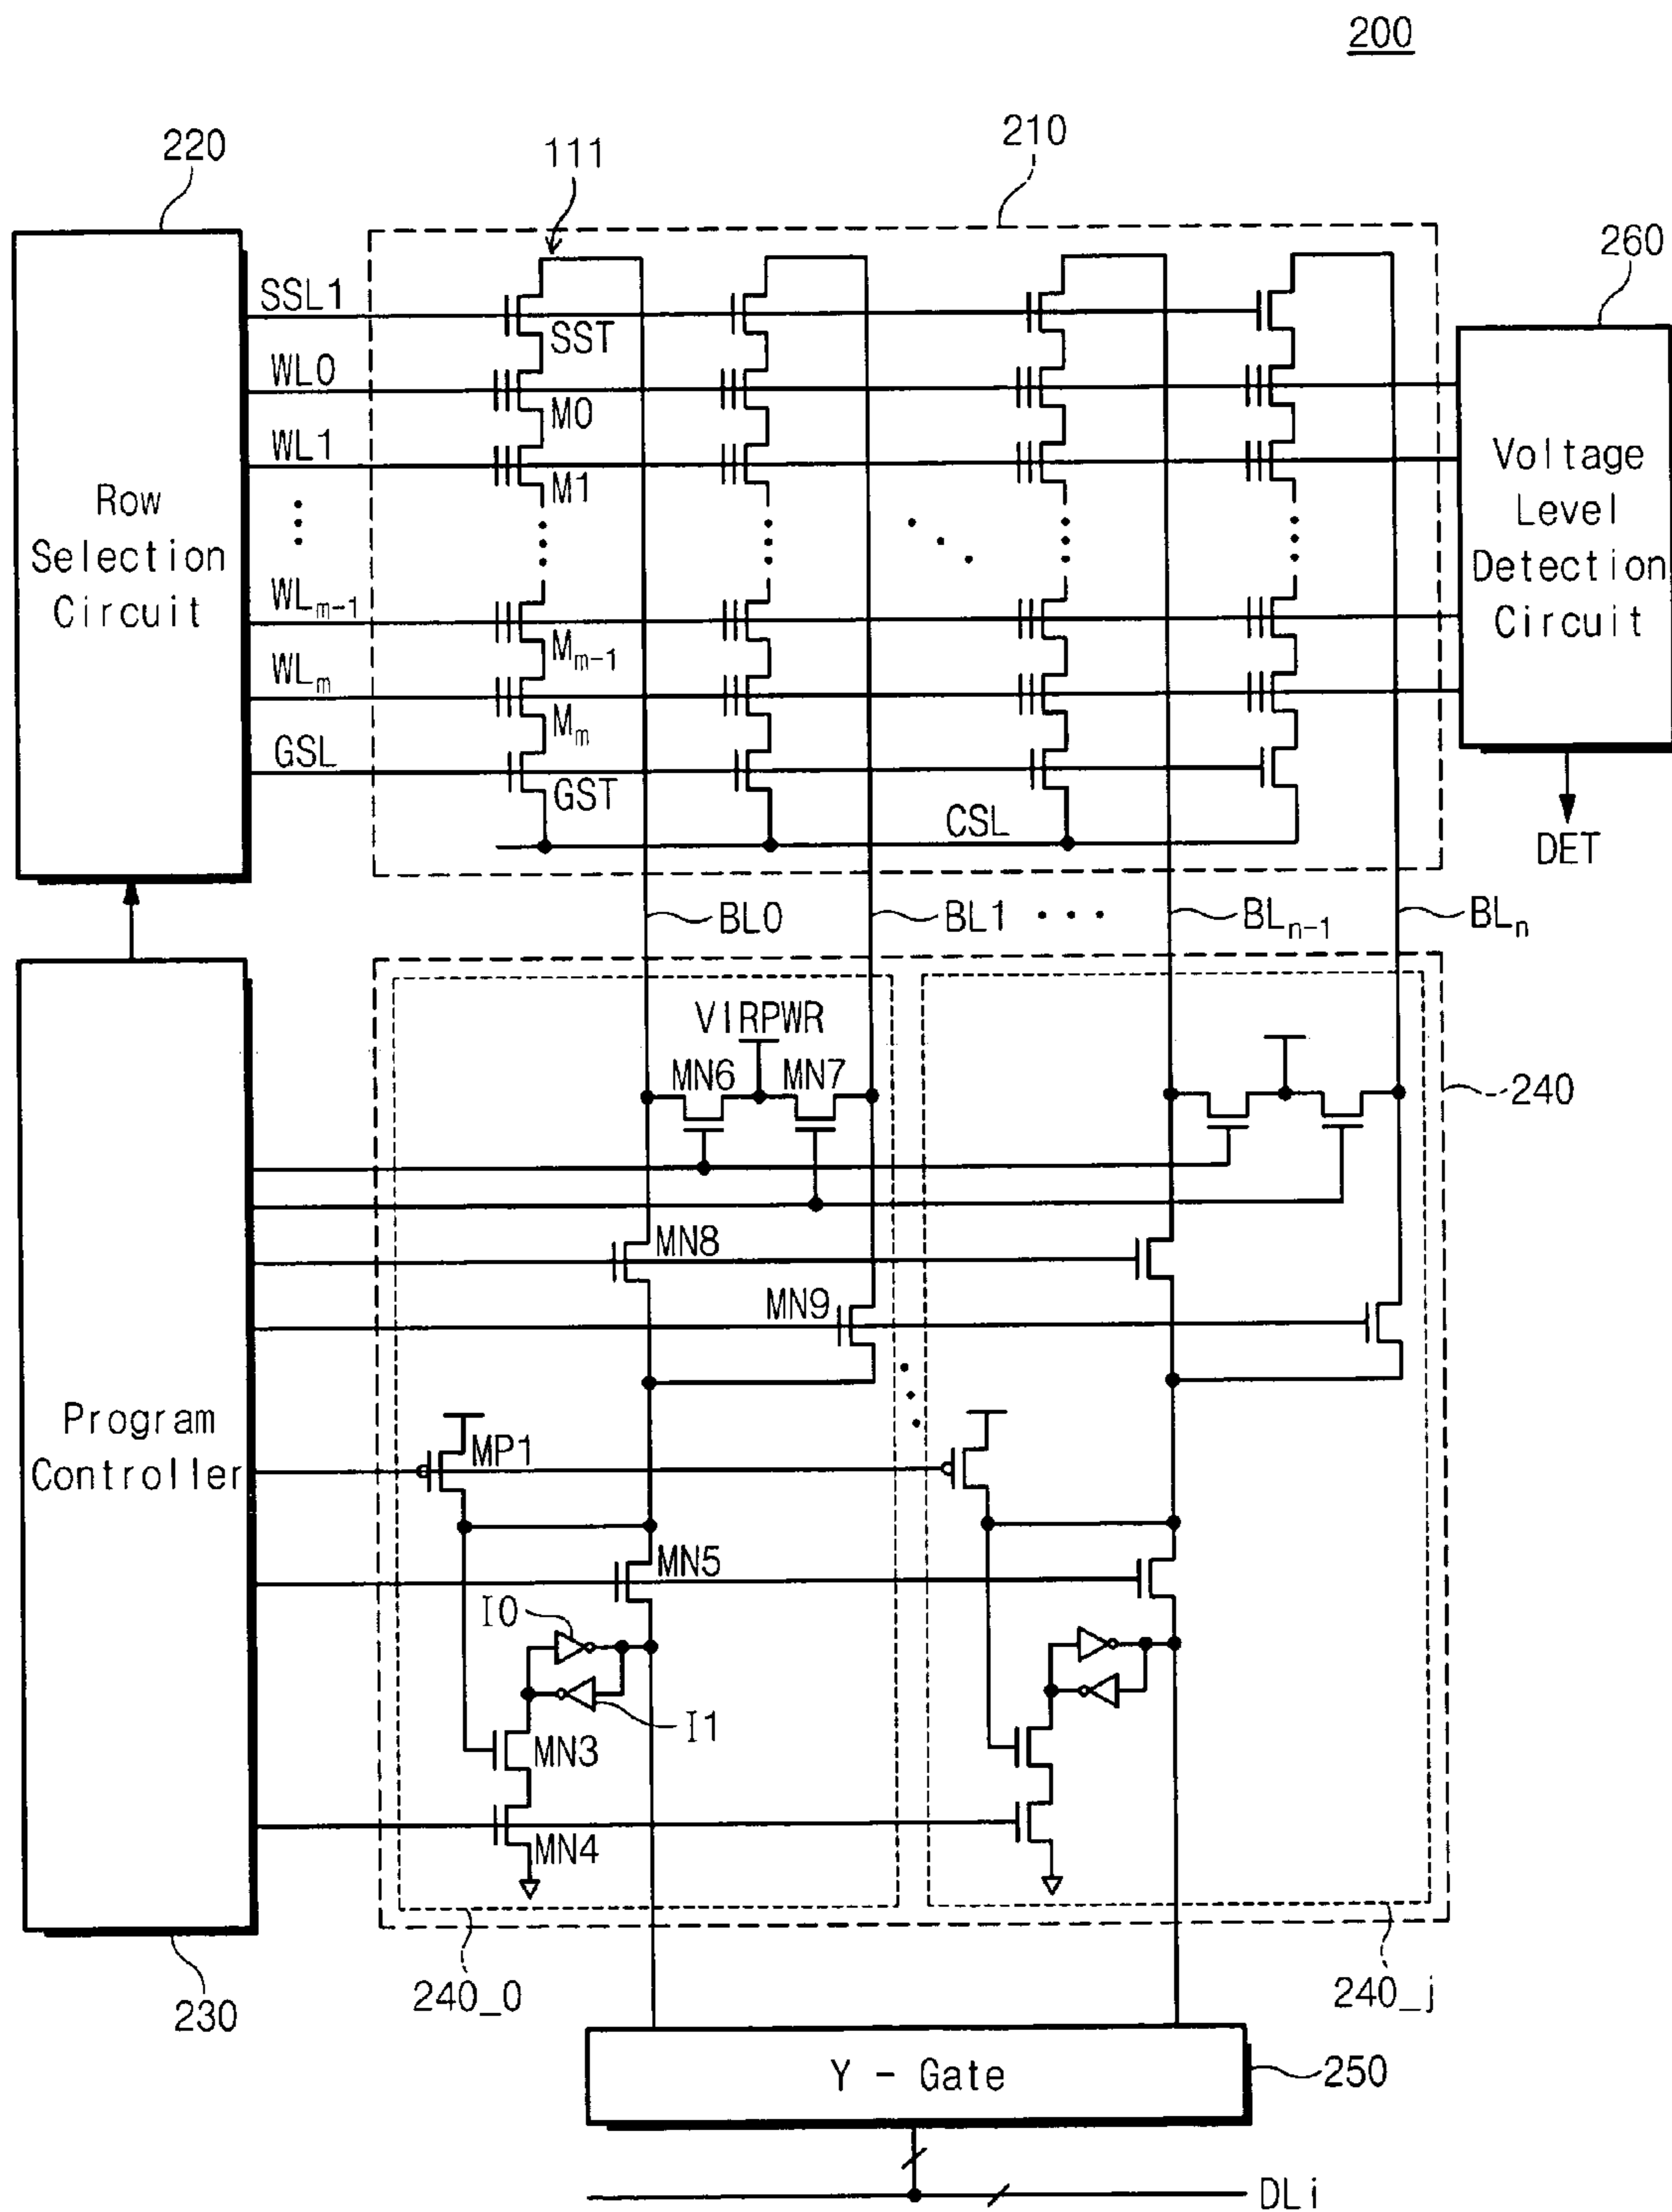 200
220
111
210
260
SSL1
SST
WL0
M0
WL1
M1
Row
Selection
Circuit
Voltage
Level
Detection
Circuit
WLm-1
Mm-1
WLm
Mm
GSL
GST
CSL
DET
BL0
BL1
BLn-1
BLn
VIRPWR
MN6
MN7
240
MN8
MN9
Program
Controller
MP1
MN5
I0
I1
MN3
MN4
230
240_0
240_j
Y - Gate
250
DLi